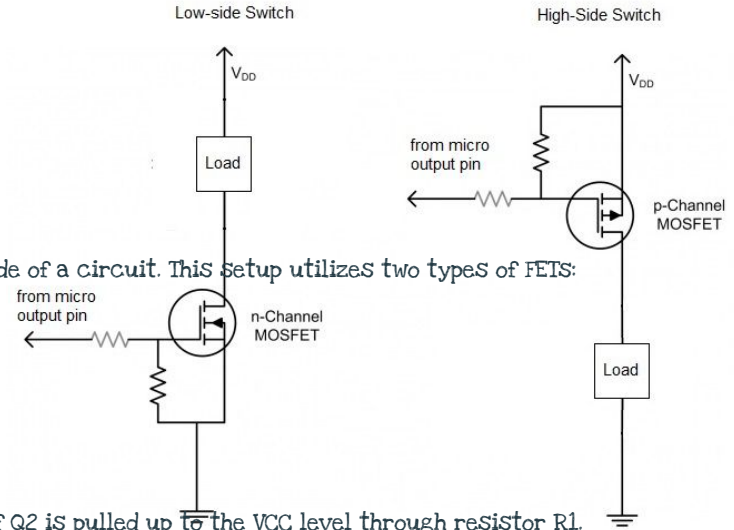 Low-side Switch
High-Side Switch
VDD
VDD
Load
from micro
output pin
p-Channel
MOSFET
de of a circuit. This setup utilizes two types of FETs:
from micro
output pin
n-Channel
MOSFET
Load
Q2 is pulled up to the VCC level through resistor R1.